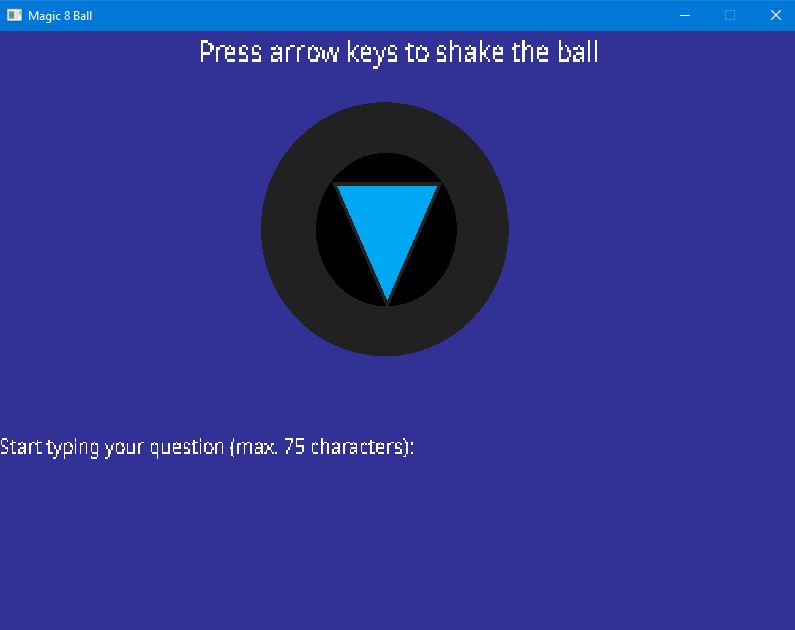 Magic 8 Ball
Press arrow keys to shake the ball
Start typing your question (max. 75 characters):